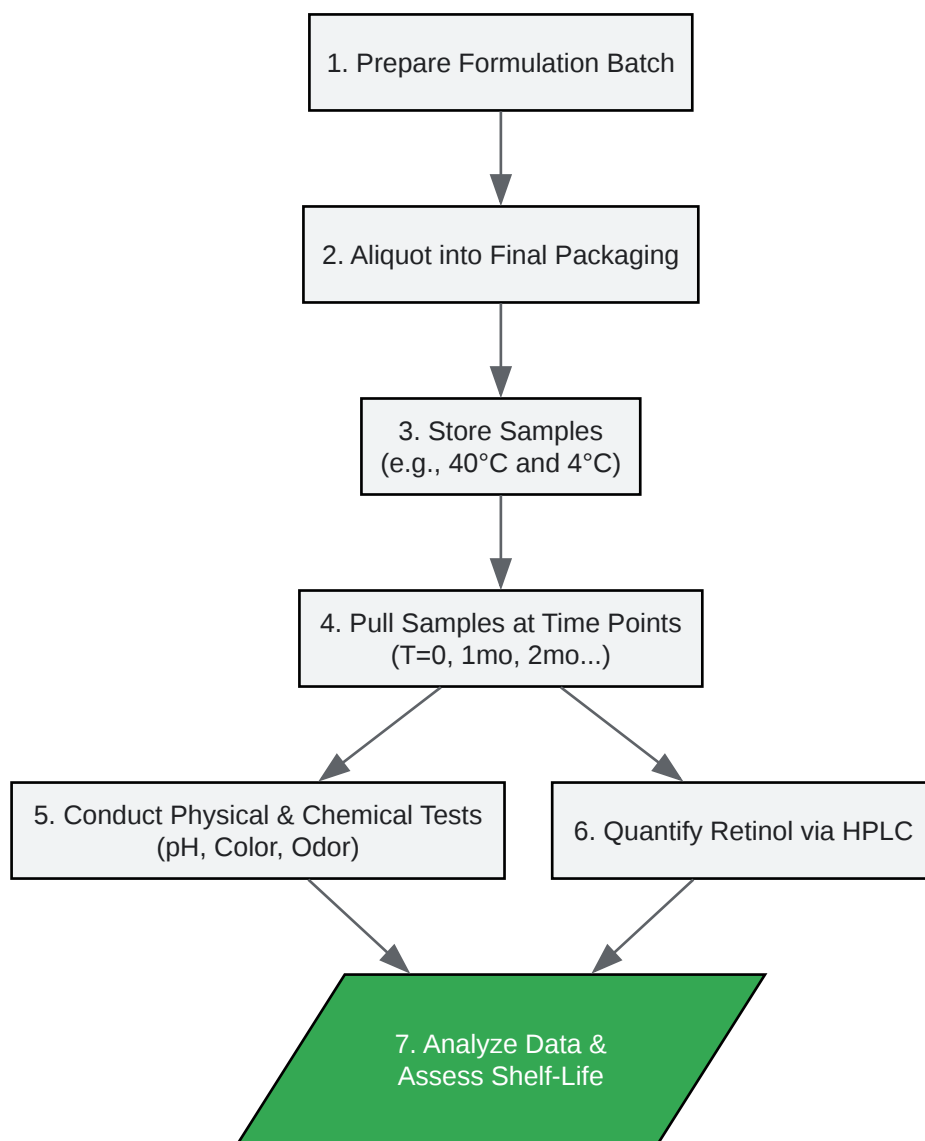 1. Prepare Formulation Batch
2. Aliquot into Final Packaging
3. Store Samples
(e.g., 40°C and 4°C)
4. Pull Samples at Time Points
(T=0, 1mo, 2mo...)
5. Conduct Physical & Chemical Tests
(pH, Color, Odor)
6. Quantify Retinol via HPLC
7. Analyze Data &
Assess Shelf-Life